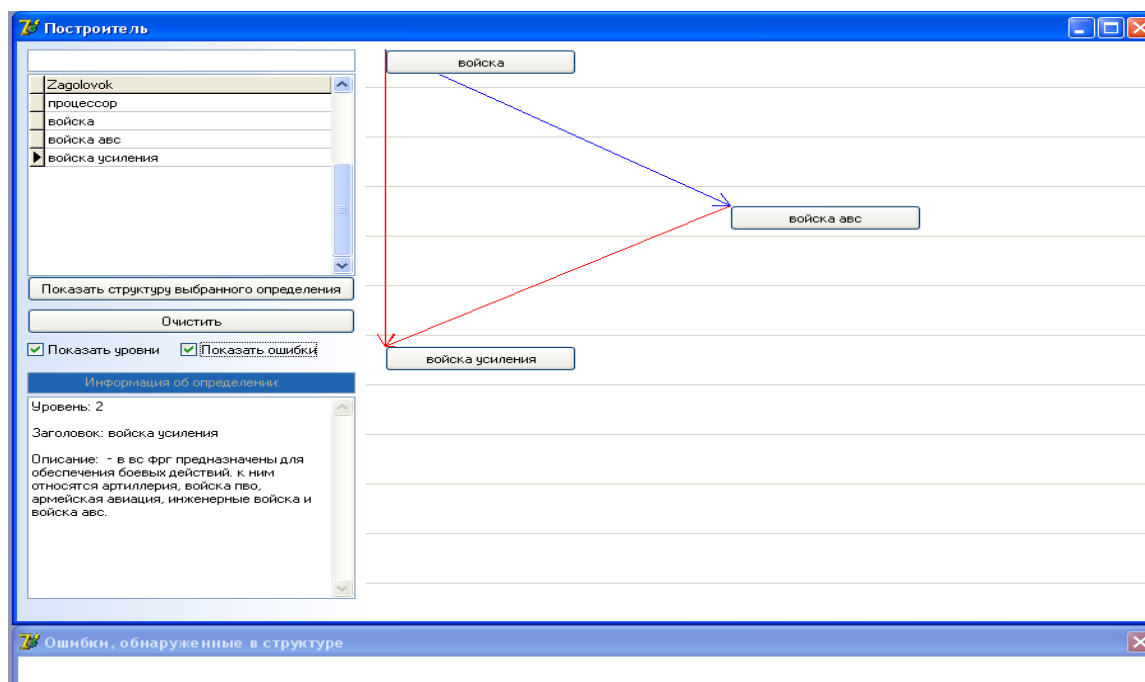 Построитель
Zagolovok
процессор
войска
войска авс
войска усиления
Показать структуру выбранного определения
Очистить
Показать уровни
Показать ошибки
Информация об определении:
Уровень: 2
Заголовок: войска усиления
Описание:  - в вс фрг предназначены для
обеспечения боевых действий. к ним
относятся артиллерия, войска пво,
армейская авиация, инженерные войска и
войска авс.
войска
войска авс
войска усиления
Ошибки, обнаруженные в структуре